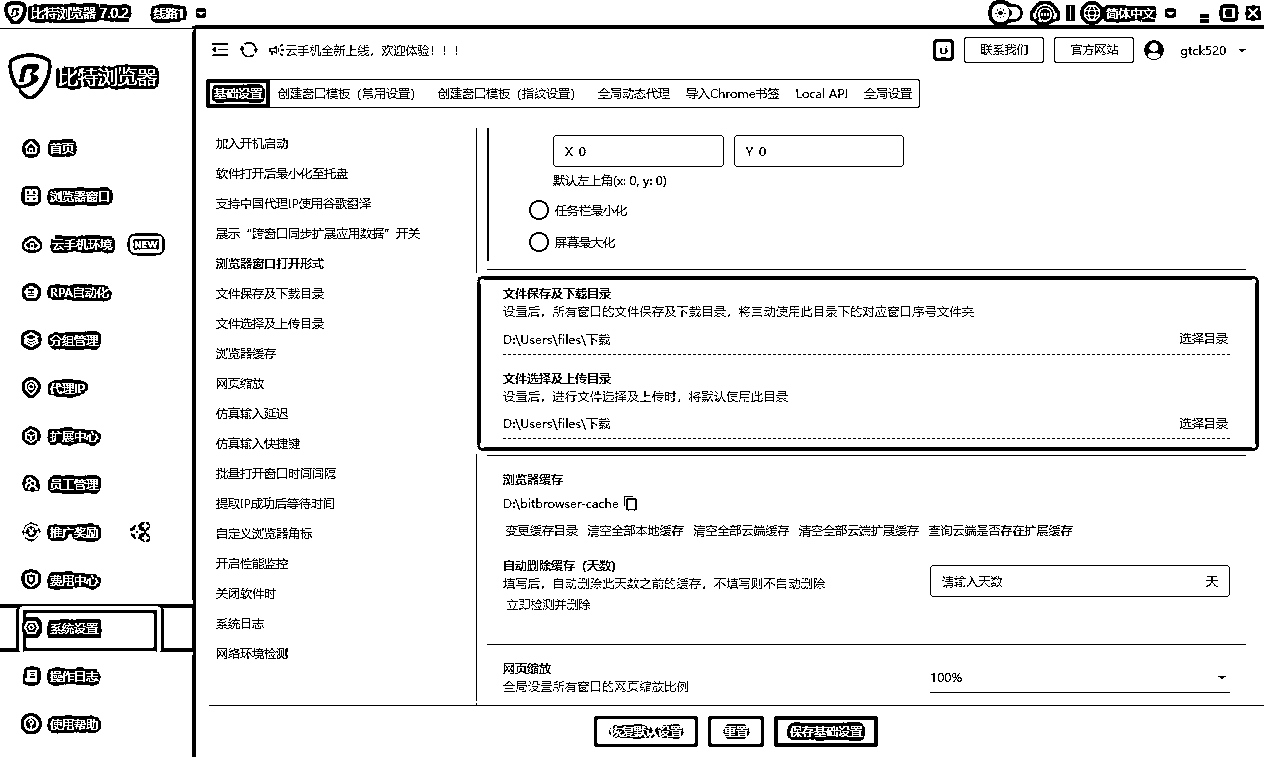 比特浏览器 7.0.2 线路1 简体中文
云手机全新上线，欢迎体验！！！ 联系我们 官方网站 gtck520
比特浏览器
基础设置 创建窗口模板（常用设置） 创建窗口模板（指纹设置） 全局动态代理 导入Chrome书签 Local API 全局设置
首页
浏览器窗口
云手机环境 NEW
RPA自动化
分组管理
代理IP
扩展中心
员工管理
推广奖励
费用中心
系统设置
操作日志
使用帮助
加入开机启动
软件打开后最小化至托盘
支持中国代理IP使用谷歌翻译
展示“跨窗口同步扩展应用数据”开关
浏览器窗口打开形式
文件保存及下载目录
文件选择及上传目录
浏览器缓存
网页缩放
仿真输入延迟
仿真输入快捷键
批量打开窗口时间间隔
提取IP成功后等待时间
自定义浏览器角标
开启性能监控
关闭软件时
系统日志
网络环境检测
X 0 Y 0
默认左上角(x: 0, y: 0)
任务栏最小化
屏幕最大化
文件保存及下载目录
设置后，所有窗口的文件保存及下载目录，将主动使用此目录下的对应窗口序号文件夹
D:\Users\files\下载 选择目录
文件选择及上传目录
设置后，进行文件选择及上传时，将默认使用此目录
D:\Users\files\下载 选择目录
浏览器缓存
D:\bitbrowser-cache
变更缓存目录 清空全部本地缓存 清空全部云端缓存 清空全部云端扩展缓存 查询云端是否存在扩展缓存
自动删除缓存（天数）
填写后，自动删除此天数之前的缓存，不填写则不自动删除
立即检测并删除
请输入天数 天
网页缩放
全局设置所有窗口的网页缩放比例
100%
恢复默认设置 重置 保存基础设置